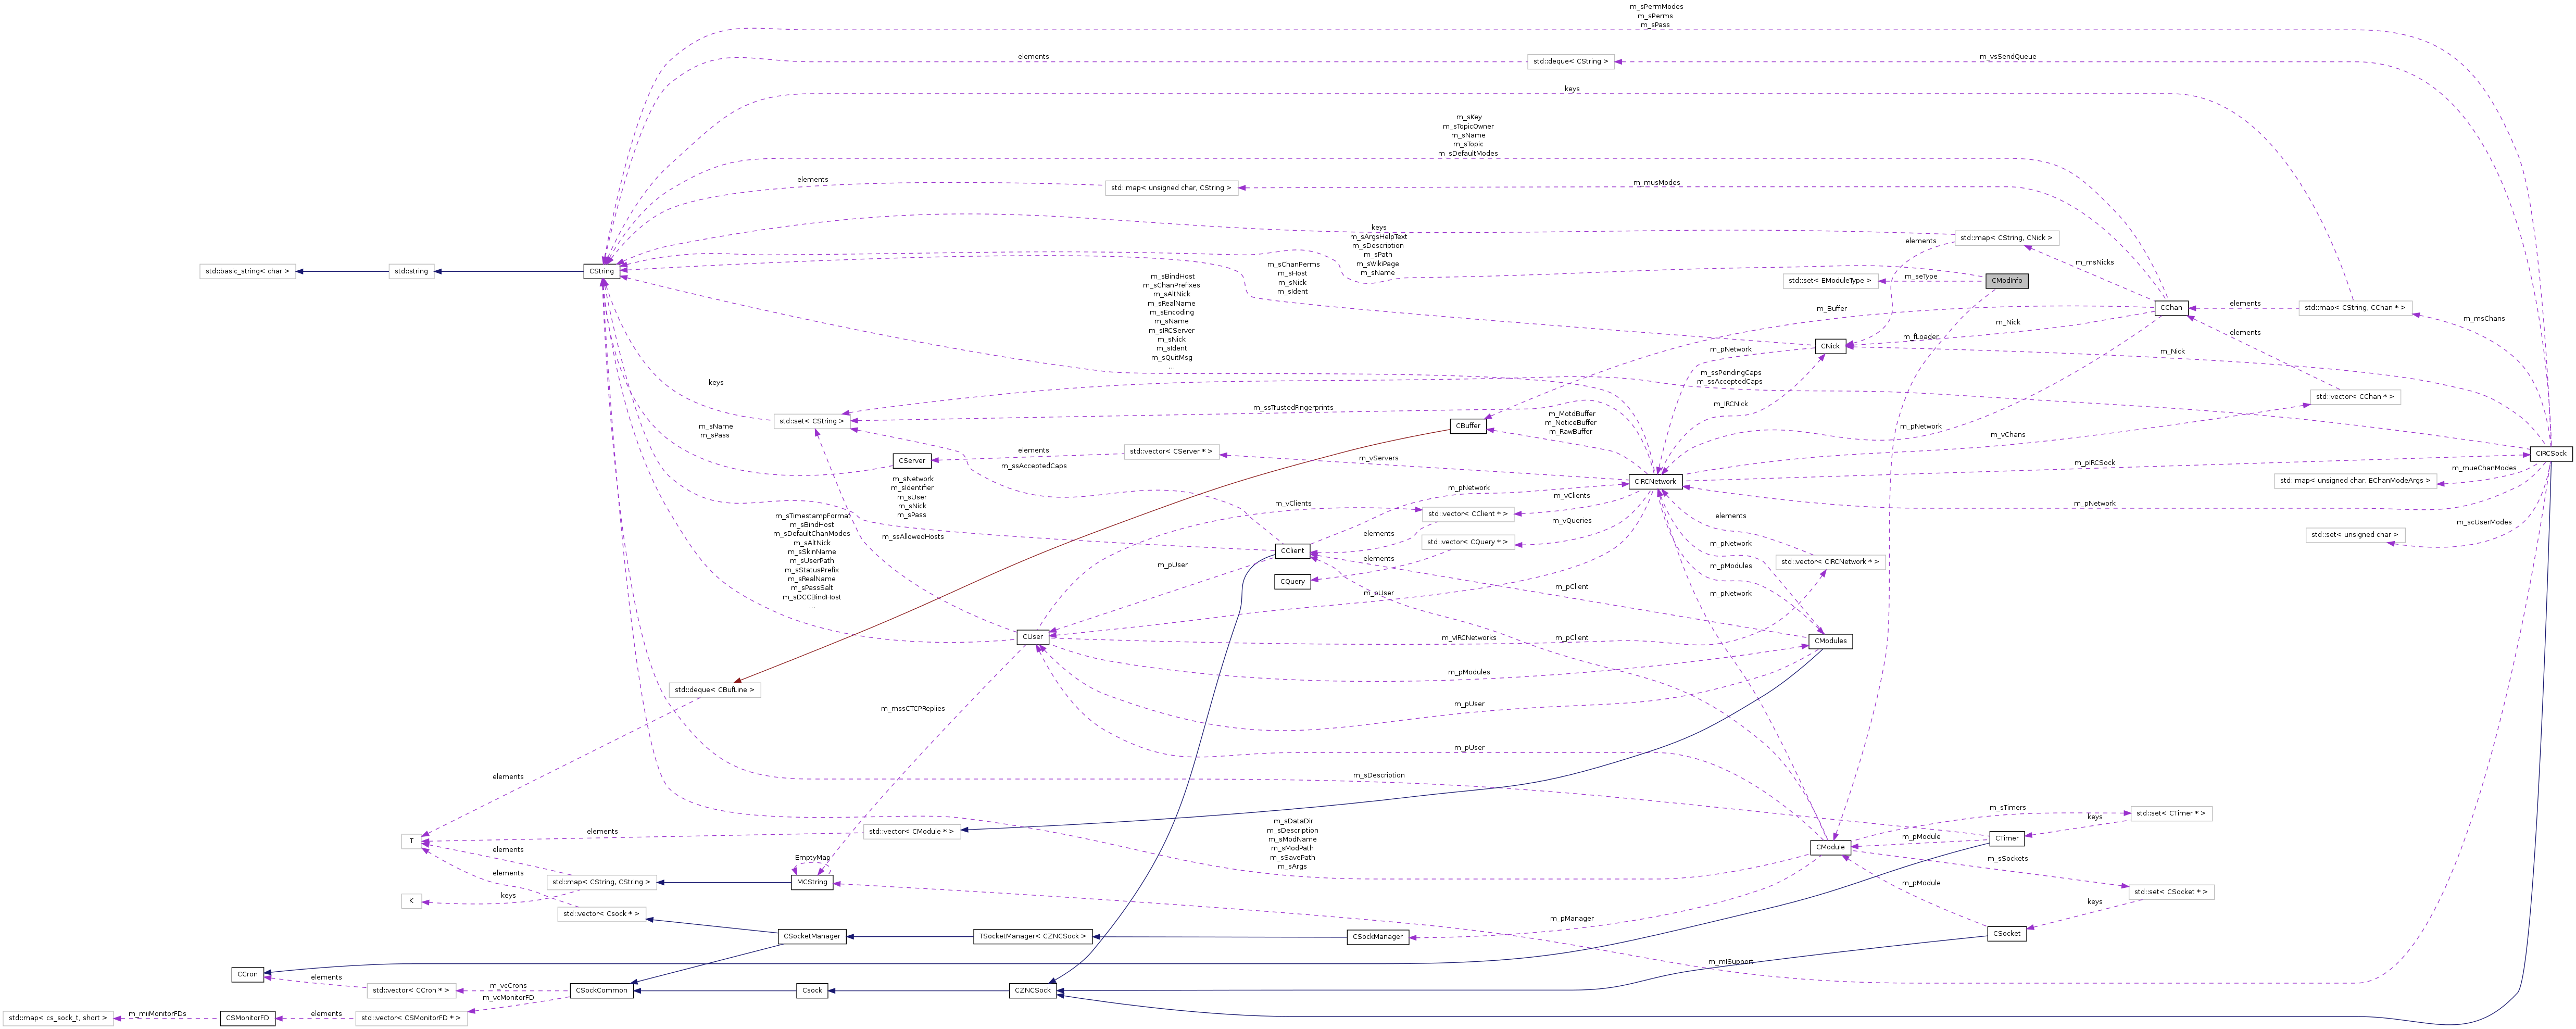 m_sPermModes
m_sPerms
m_sPass
elements
std::deque< CString >
m_vsSendQueue
keys
m_sKey
m_sTopicOwner
m_sName
m_sTopic
m_sDefaultModes
elements
std::map< unsigned char, CString >
m_musModes
keys
m_sArgsHelpText
m_sDescription
m_sPath
m_sWikiPage
m_sName
elements
std::map< CString, CNick >
m_msNicks
std::basic_string< char >
std::string
CString
m_sChanPerms
m_sHost
m_sNick
m_sIdent
m_seType
std::set< EModuleType >
CModInfo
m_sBindHost
m_sChanPrefixes
m_sAltNick
m_sRealName
m_sEncoding
m_sName
m_sIRCServer
m_sNick
m_sIdent
m_sQuitMsg
...
m_Buffer
m_Nick
m_fLoader
CChan
elements
std::map< CString, CChan * >
m_msChans
elements
CNick
m_pNetwork
m_Nick
keys
m_ssPendingCaps
m_ssAcceptedCaps
std::vector< CChan * >
m_ssTrustedFingerprints
m_IRCNick
std::set< CString >
m_MotdBuffer
m_NoticeBuffer
m_RawBuffer
CBuffer
m_pNetwork
m_vChans
m_sName
m_sPass
CServer
elements
std::vector< CServer * >
m_vServers
m_ssAcceptedCaps
m_pIRCSock
CIRCSock
m_mueChanModes
std::map< unsigned char, EChanModeArgs >
CIRCNetwork
m_sNetwork
m_sIdentifier
m_sUser
m_sNick
m_sPass
m_pNetwork
m_vClients
m_vClients
std::vector< CClient * >
m_pNetwork
m_sTimestampFormat
m_sBindHost
m_sDefaultChanModes
m_sAltNick
m_sSkinName
m_sUserPath
m_sStatusPrefix
m_sRealName
m_sPassSalt
m_sDCCBindHost
...
m_ssAllowedHosts
elements
m_vQueries
elements
m_scUserModes
std::set< unsigned char >
std::vector< CQuery * >
m_pNetwork
CClient
elements
m_pUser
CQuery
m_pModules
std::vector< CIRCNetwork * >
m_pUser
m_pClient
m_pNetwork
CUser
m_vIRCNetworks
m_pClient
CModules
m_pModules
std::deque< CBufLine >
m_mssCTCPReplies
m_pUser
m_pUser
elements
m_sDescription
m_sTimers
std::set< CTimer * >
keys
elements
std::vector< CModule * >
m_sDataDir
m_sDescription
m_sModName
m_sModPath
m_sSavePath
m_sArgs
T
elements
EmptyMap
CModule
m_pModule
CTimer
m_sSockets
std::map< CString, CString >
MCString
elements
keys
K
m_pModule
std::set< CSocket * >
keys
std::vector< Csock * >
m_pManager
CSocketManager
TSocketManager< CZNCSock >
CSockManager
CSocket
m_mISupport
CCron
elements
std::vector< CCron * >
m_vcCrons
CSockCommon
Csock
CZNCSock
m_vcMonitorFD
std::map< cs_sock_t, short >
m_miiMonitorFDs
CSMonitorFD
elements
std::vector< CSMonitorFD * >